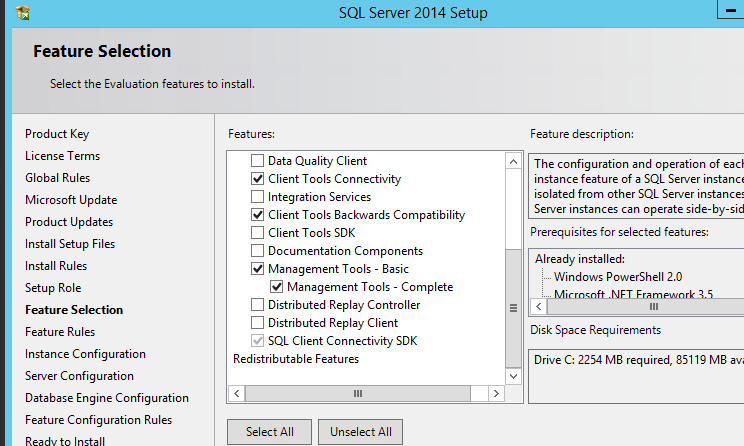 SQL Server 2014 Setup
Feature Selection
Select the Evaluation features to install.
Product Key
License Terms
Global Rules
Microsoft Update
Product Updates
Install Setup Files
Install Rules
Setup Role
Feature Selection
Feature Rules
Instance Configuration
Server Configuration
Database Engine Configuration
Feature Configuration Rules
Ready to Install
Features:
Data Quality Client
Client Tools Connectivity
Integration Services
Client Tools Backwards Compatibility
Client Tools SDK
Documentation Components
Management Tools - Basic
Management Tools - Complete
Distributed Replay Controller
Distributed Replay Client
SQL Client Connectivity SDK
Redistributable Features
Select All
Unselect All
Feature description:
The configuration and operation of each
instance feature of a SQL Server instance
isolated from other SQL Server instances
Server instances can operate side-by-sid
Prerequisites for selected features:
Already installed:
Windows PowerShell 2.0
Microsoft .NET Framework 3.5
Disk Space Requirements
Drive C: 2254 MB required, 85119 MB ava